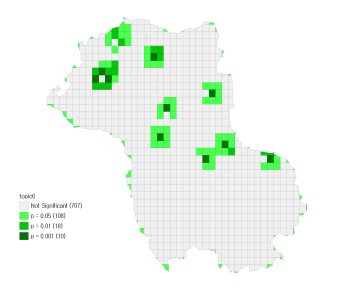 topic6
Not Significant (707)
p = 0.05 (108)
p = 0.01 (18)
p = 0.001 (10)